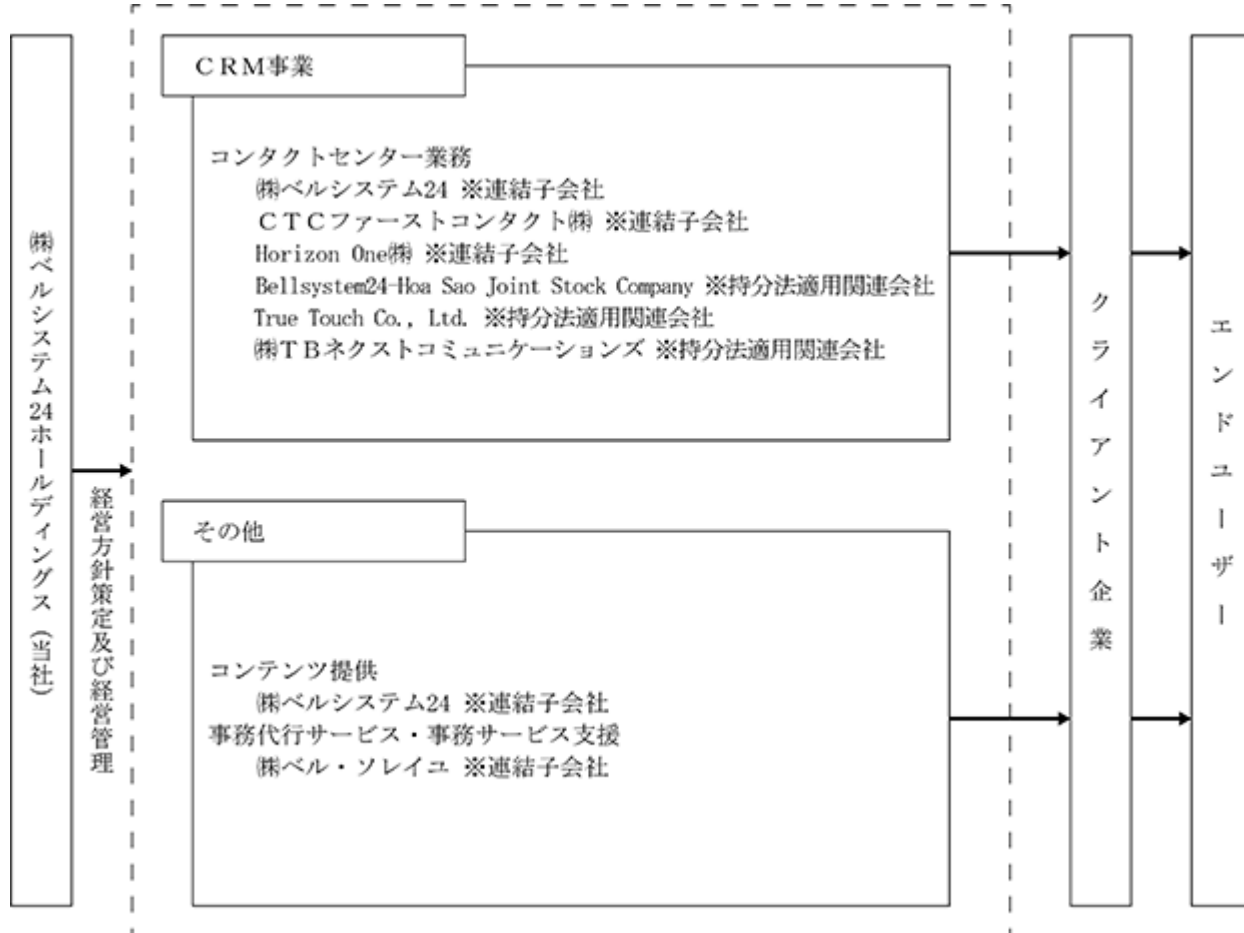 ㈱ベルシステム24ホールディングス(当社)
経営方針策定及び経営管理
CRM事業
コンタクトセンター業務
㈱ベルシステム24 ※連結子会社
CTCファーストコンタクト㈱ ※連結子会社
Horizon One㈱ ※連結子会社
Bellsystem24-Hoa Sao Joint Stock Company ※持分法適用関連会社
True Touch Co., Ltd. ※持分法適用関連会社
㈱TBネクストコミュニケーションズ ※持分法適用関連会社
その他
コンテンツ提供
㈱ベルシステム24 ※連結子会社
事務代行サービス・事務サービス支援
㈱ベル・ソレイユ ※連結子会社
クライアント企業
エンドユーザー